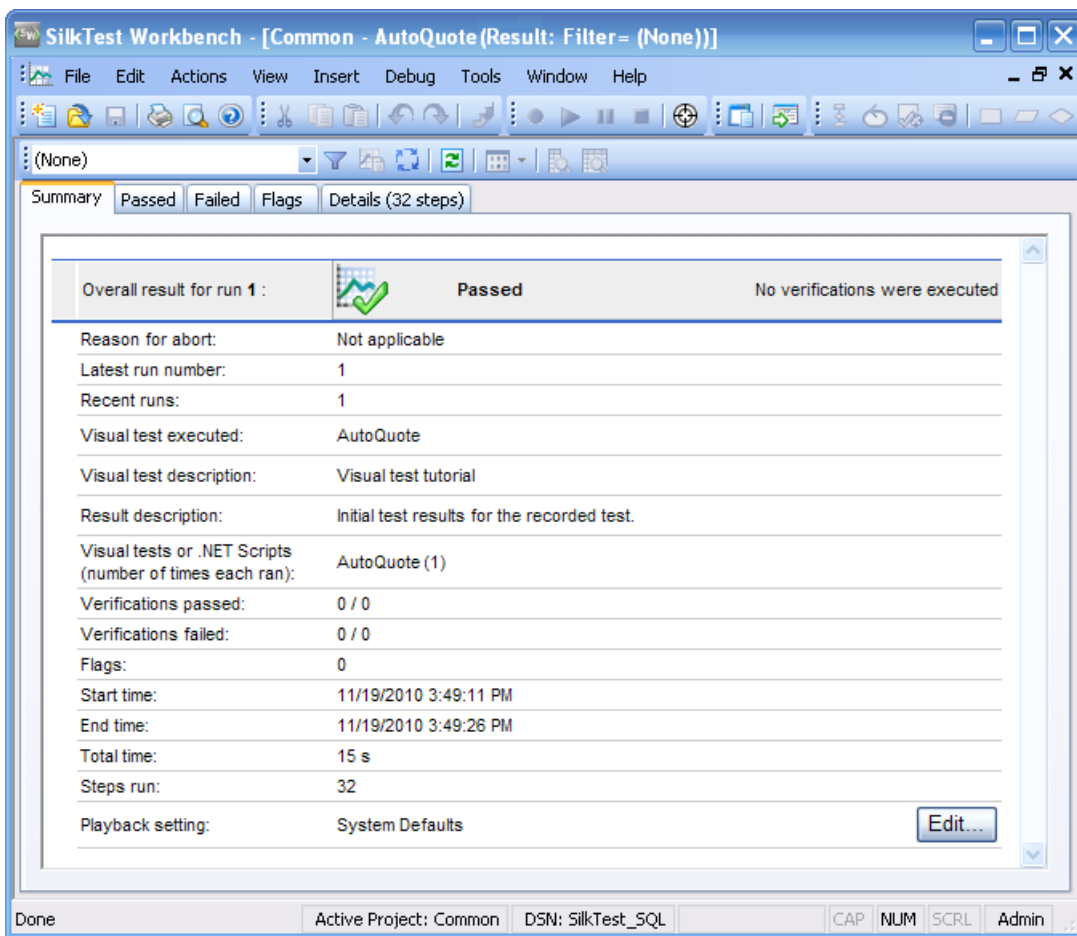 SilkTest Workbench - [Common - AutoQuote(Result: Filter= (None))]
File Edit Actions View Insert Debug Tools Window Help
(None)
Summary Passed Failed Flags Details (32 steps)
Overall result for run 1 : Passed No verifications were executed
Reason for abort: Not applicable
Latest run number: 1
Recent runs: 1
Visual test executed: AutoQuote
Visual test description: Visual test tutorial
Result description: Initial test results for the recorded test.
Visual tests or .NET Scripts
(number of times each ran): AutoQuote (1)
Verifications passed: 0 / 0
Verifications failed: 0 / 0
Flags: 0
Start time: 11/19/2010 3:49:11 PM
End time: 11/19/2010 3:49:26 PM
Total time: 15 s
Steps run: 32
Playback setting: System Defaults Edit...
Done Active Project: Common DSN: SilkTest_SQL CAP NUM SCRL Admin